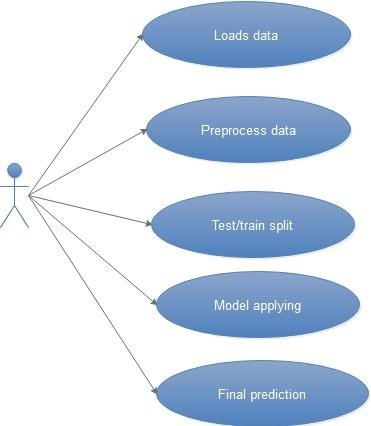 Loads data
Preprocess data
Test/train split
Model applying
Final prediction